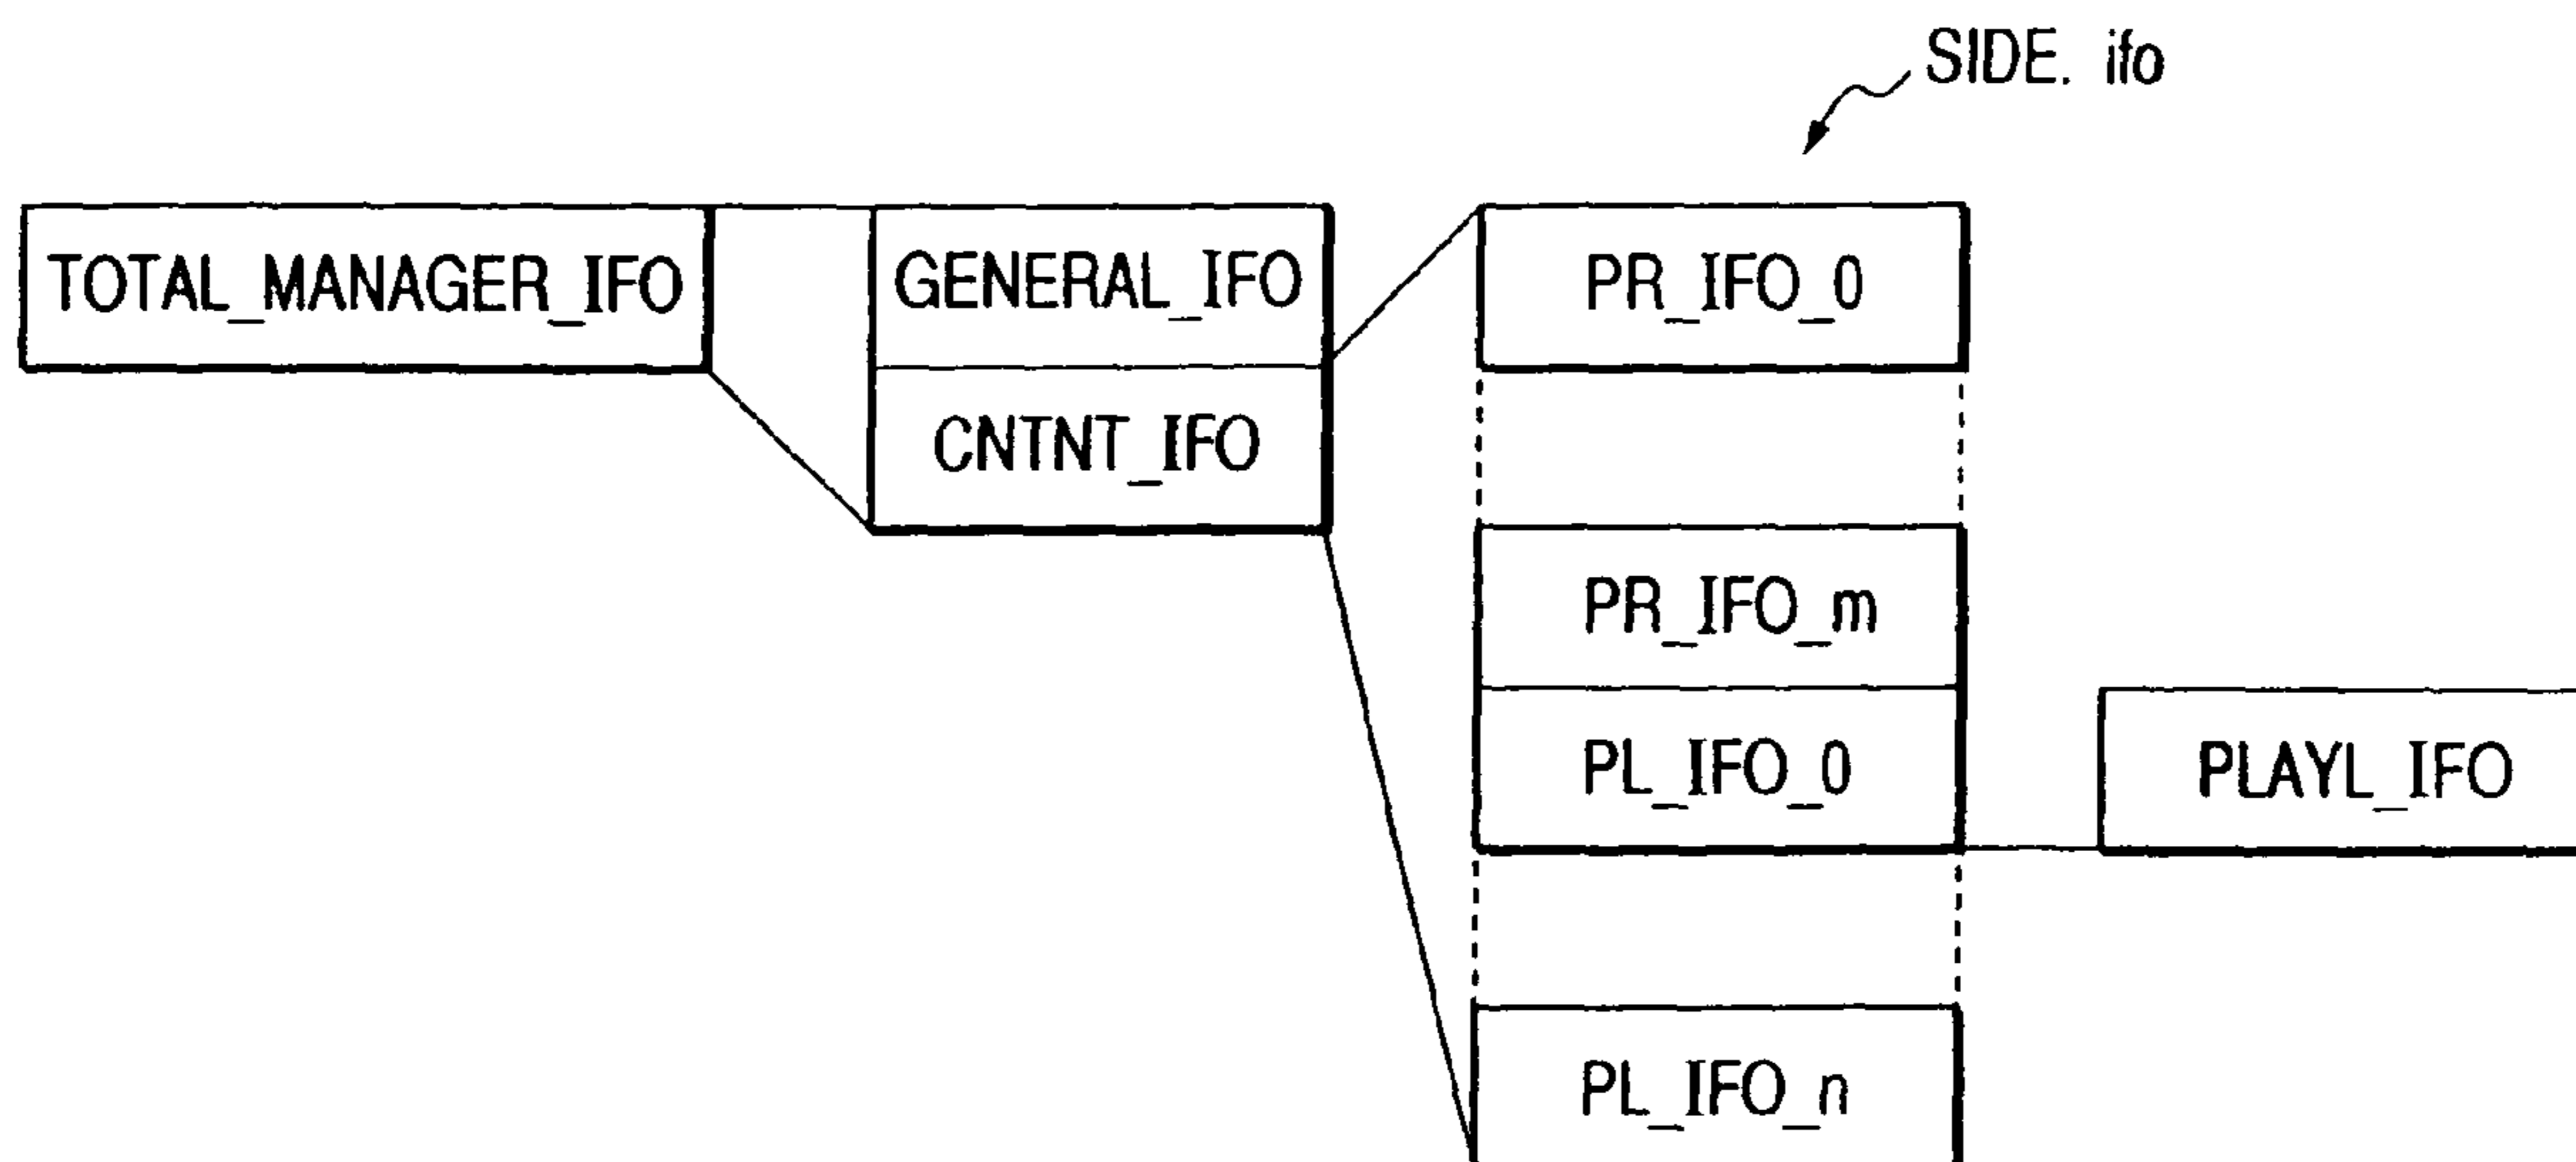 SIDE. ifo
TOTAL_MANAGER_IFO
GENERAL_IFO
CNTNT_IFO
PR_IFO_0
PR_IFO_m
PL_IFO_0
PLAYL_IFO
PL_IFO_n